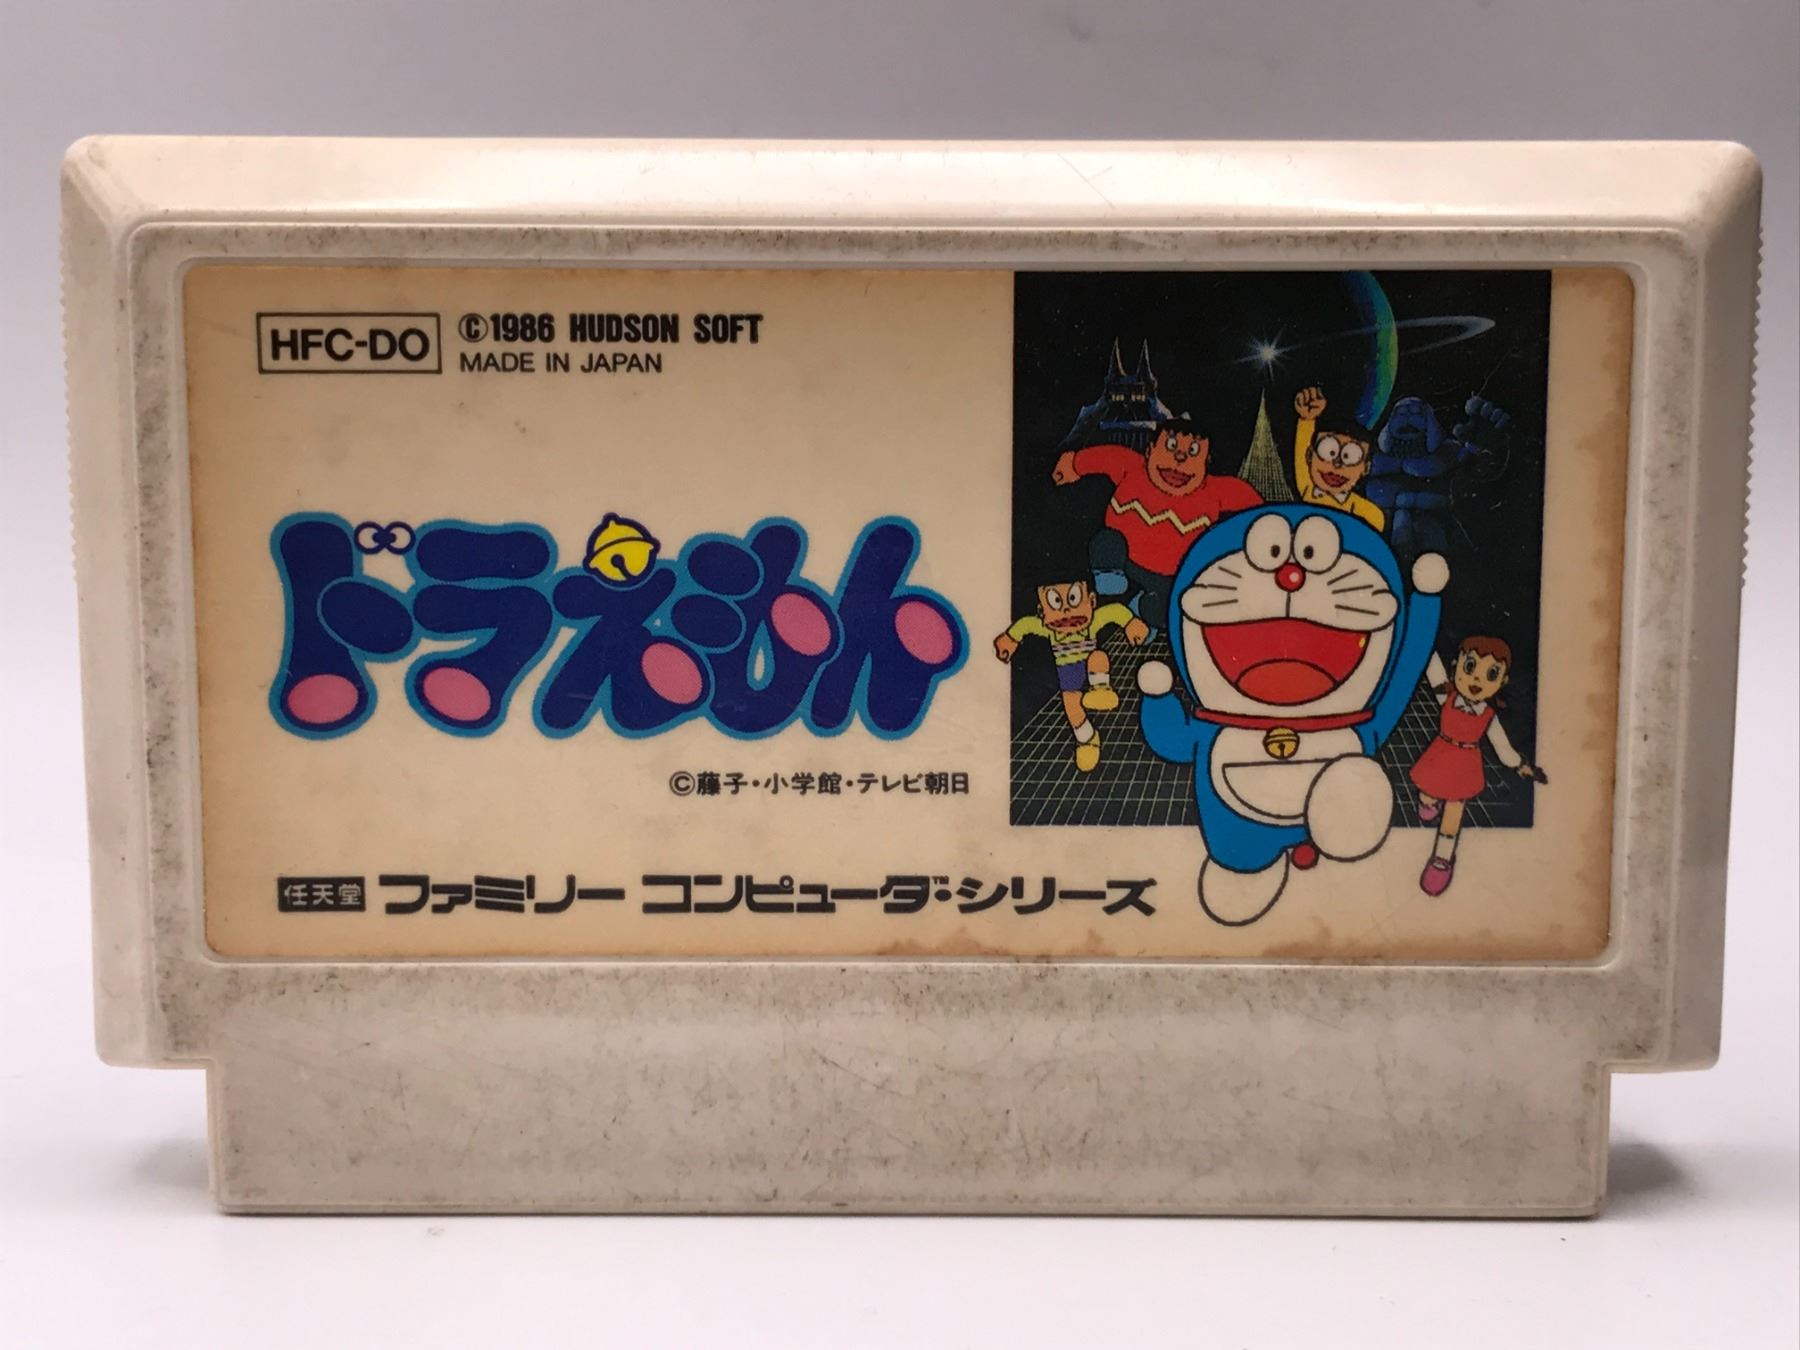 HFC-DO
©1986 HUDSON SOFT
MADE IN JAPAN
ドラえもん
©藤子・小学館・テレビ朝日
任天堂 ファミリー コンピュータ™・シリーズ